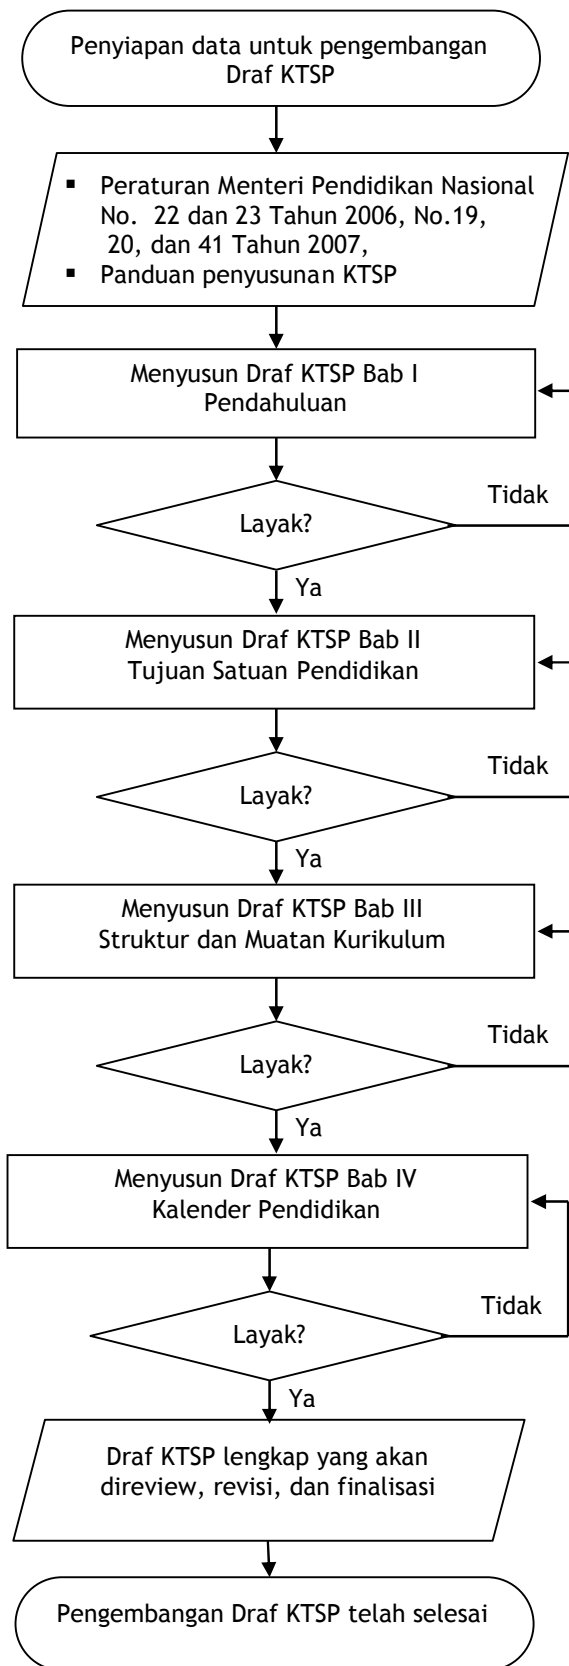 Penyiapan data untuk pengembangan
Draf KTSP
▪ Peraturan Menteri Pendidikan Nasional
No. 22 dan 23 Tahun 2006, No.19,
20, dan 41 Tahun 2007,
▪ Panduan penyusunan KTSP
Menyusun Draf KTSP Bab I
Pendahuluan
Layak?
Tidak
Ya
Menyusun Draf KTSP Bab II
Tujuan Satuan Pendidikan
Layak?
Tidak
Ya
Menyusun Draf KTSP Bab III
Struktur dan Muatan Kurikulum
Layak?
Tidak
Ya
Menyusun Draf KTSP Bab IV
Kalender Pendidikan
Layak?
Tidak
Ya
Draf KTSP lengkap yang akan
direview, revisi, dan finalisasi
Pengembangan Draf KTSP telah selesai